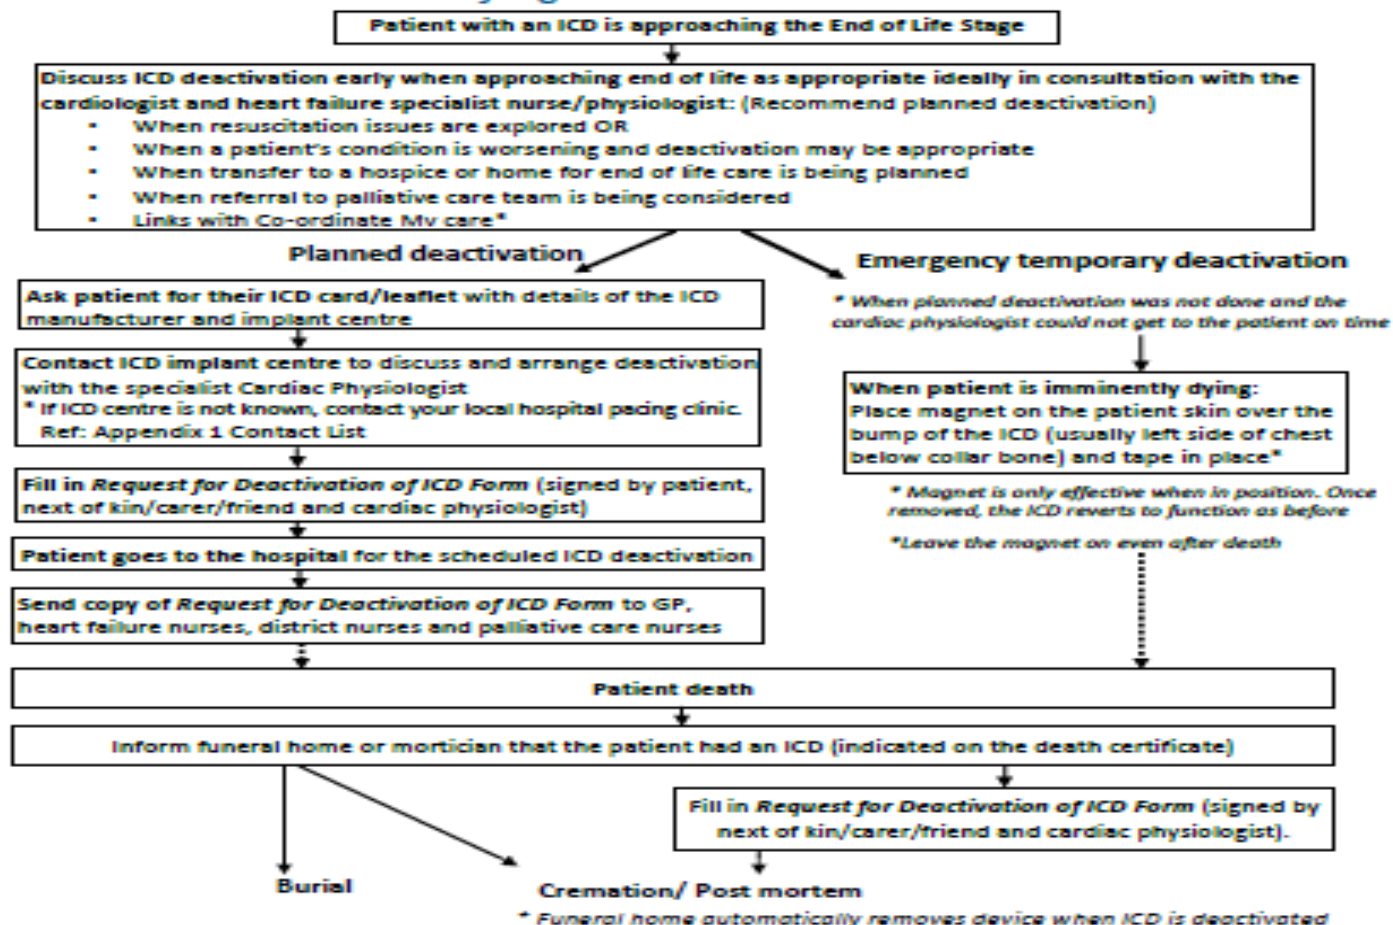 Patient with an ICD is approaching the End of Life Stage
Discuss ICD deactivation early when approaching end of life as appropriate ideally in consultation with the
cardiologist and heart failure specialist nurse/physiologist: (Recommend planned deactivation)
• When resuscitation issues are explored OR
• When a patient's condition is worsening and deactivation may be appropriate
• When transfer to a hospice or home for end of life care is being planned
• When referral to palliative care team is being considered
• Links with Co-ordinate My care*
Planned deactivation
Ask patient for their ICD card/leaflet with details of the ICD
manufacturer and implant centre
Contact ICD implant centre to discuss and arrange deactivation
with the specialist Cardiac Physiologist
* If ICD centre is not known, contact your local hospital pacing clinic.
Ref: Appendix 1 Contact List
Fill in Request for Deactivation of ICD Form (signed by patient,
next of kin/carer/friend and cardiac physiologist)
Patient goes to the hospital for the scheduled ICD deactivation
Send copy of Request for Deactivation of ICD Form to GP,
heart failure nurses, district nurses and palliative care nurses
Emergency temporary deactivation
* When planned deactivation was not done and the
cardiac physiologist could not get to the patient on time
When patient is imminently dying:
Place magnet on the patient skin over the
bump of the ICD (usually left side of chest
below collar bone) and tape in place*
* Magnet is only effective when in position. Once
removed, the ICD reverts to function as before
*Leave the magnet on even after death
Patient death
Inform funeral home or mortician that the patient had an ICD (indicated on the death certificate)
Fill in Request for Deactivation of ICD Form (signed by
next of kin/carer/friend and cardiac physiologist).
Burial
Cremation/ Post mortem
* Funeral home automatically removes device when ICD is deactivated